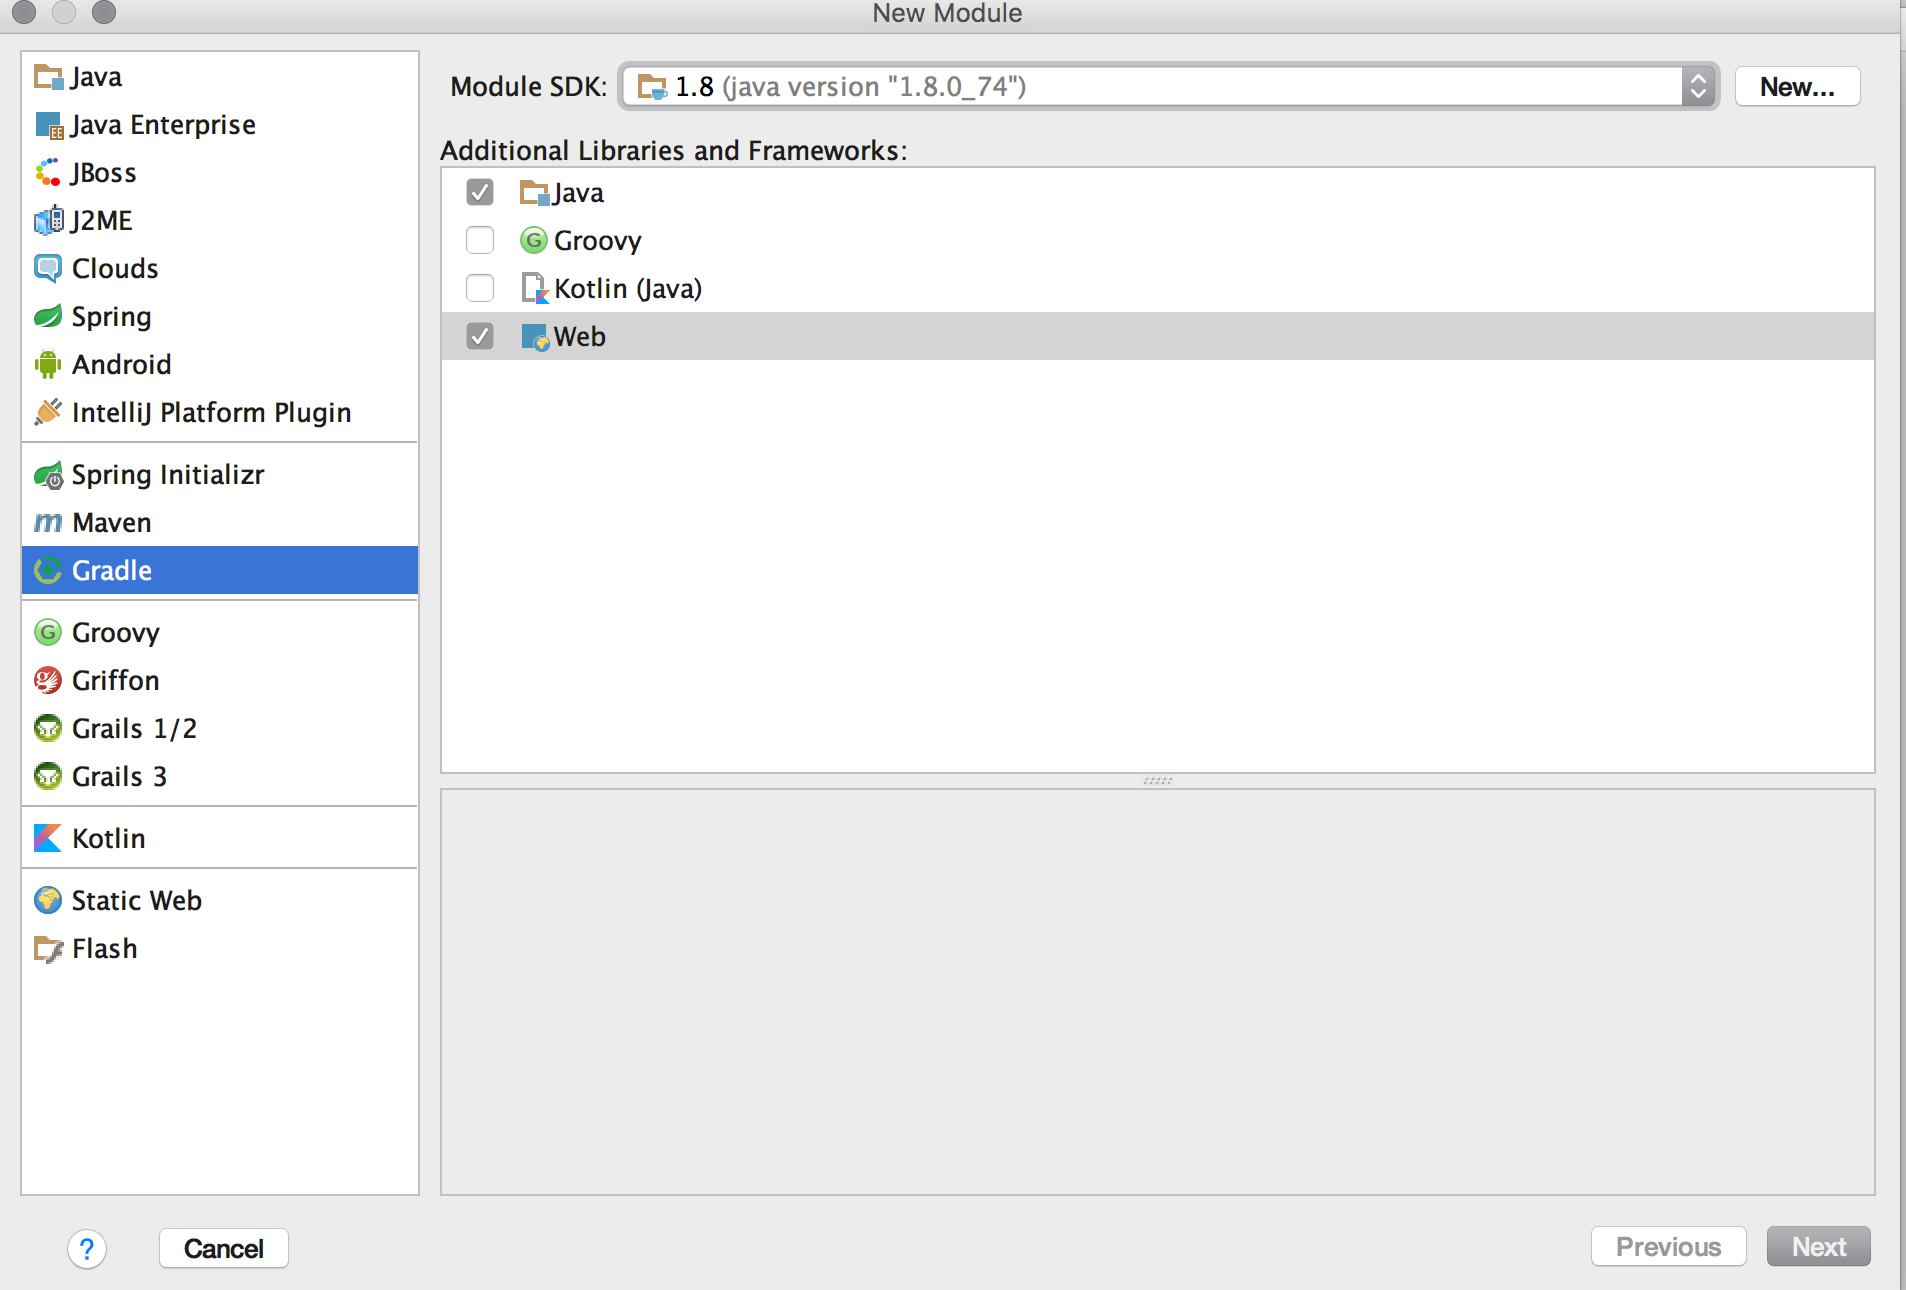 New Module
Java
Java Enterprise
JBoss
J2ME
Clouds
Spring
Android
IntelliJ Platform Plugin
Spring Initializr
Maven
Gradle
Groovy
Griffon
Grails 1/2
Grails 3
Kotlin
Static Web
Flash
Module SDK: 1.8 (java version "1.8.0_74") New...
Additional Libraries and Frameworks:
Java
Groovy
Kotlin (Java)
Web
? Cancel Previous Next